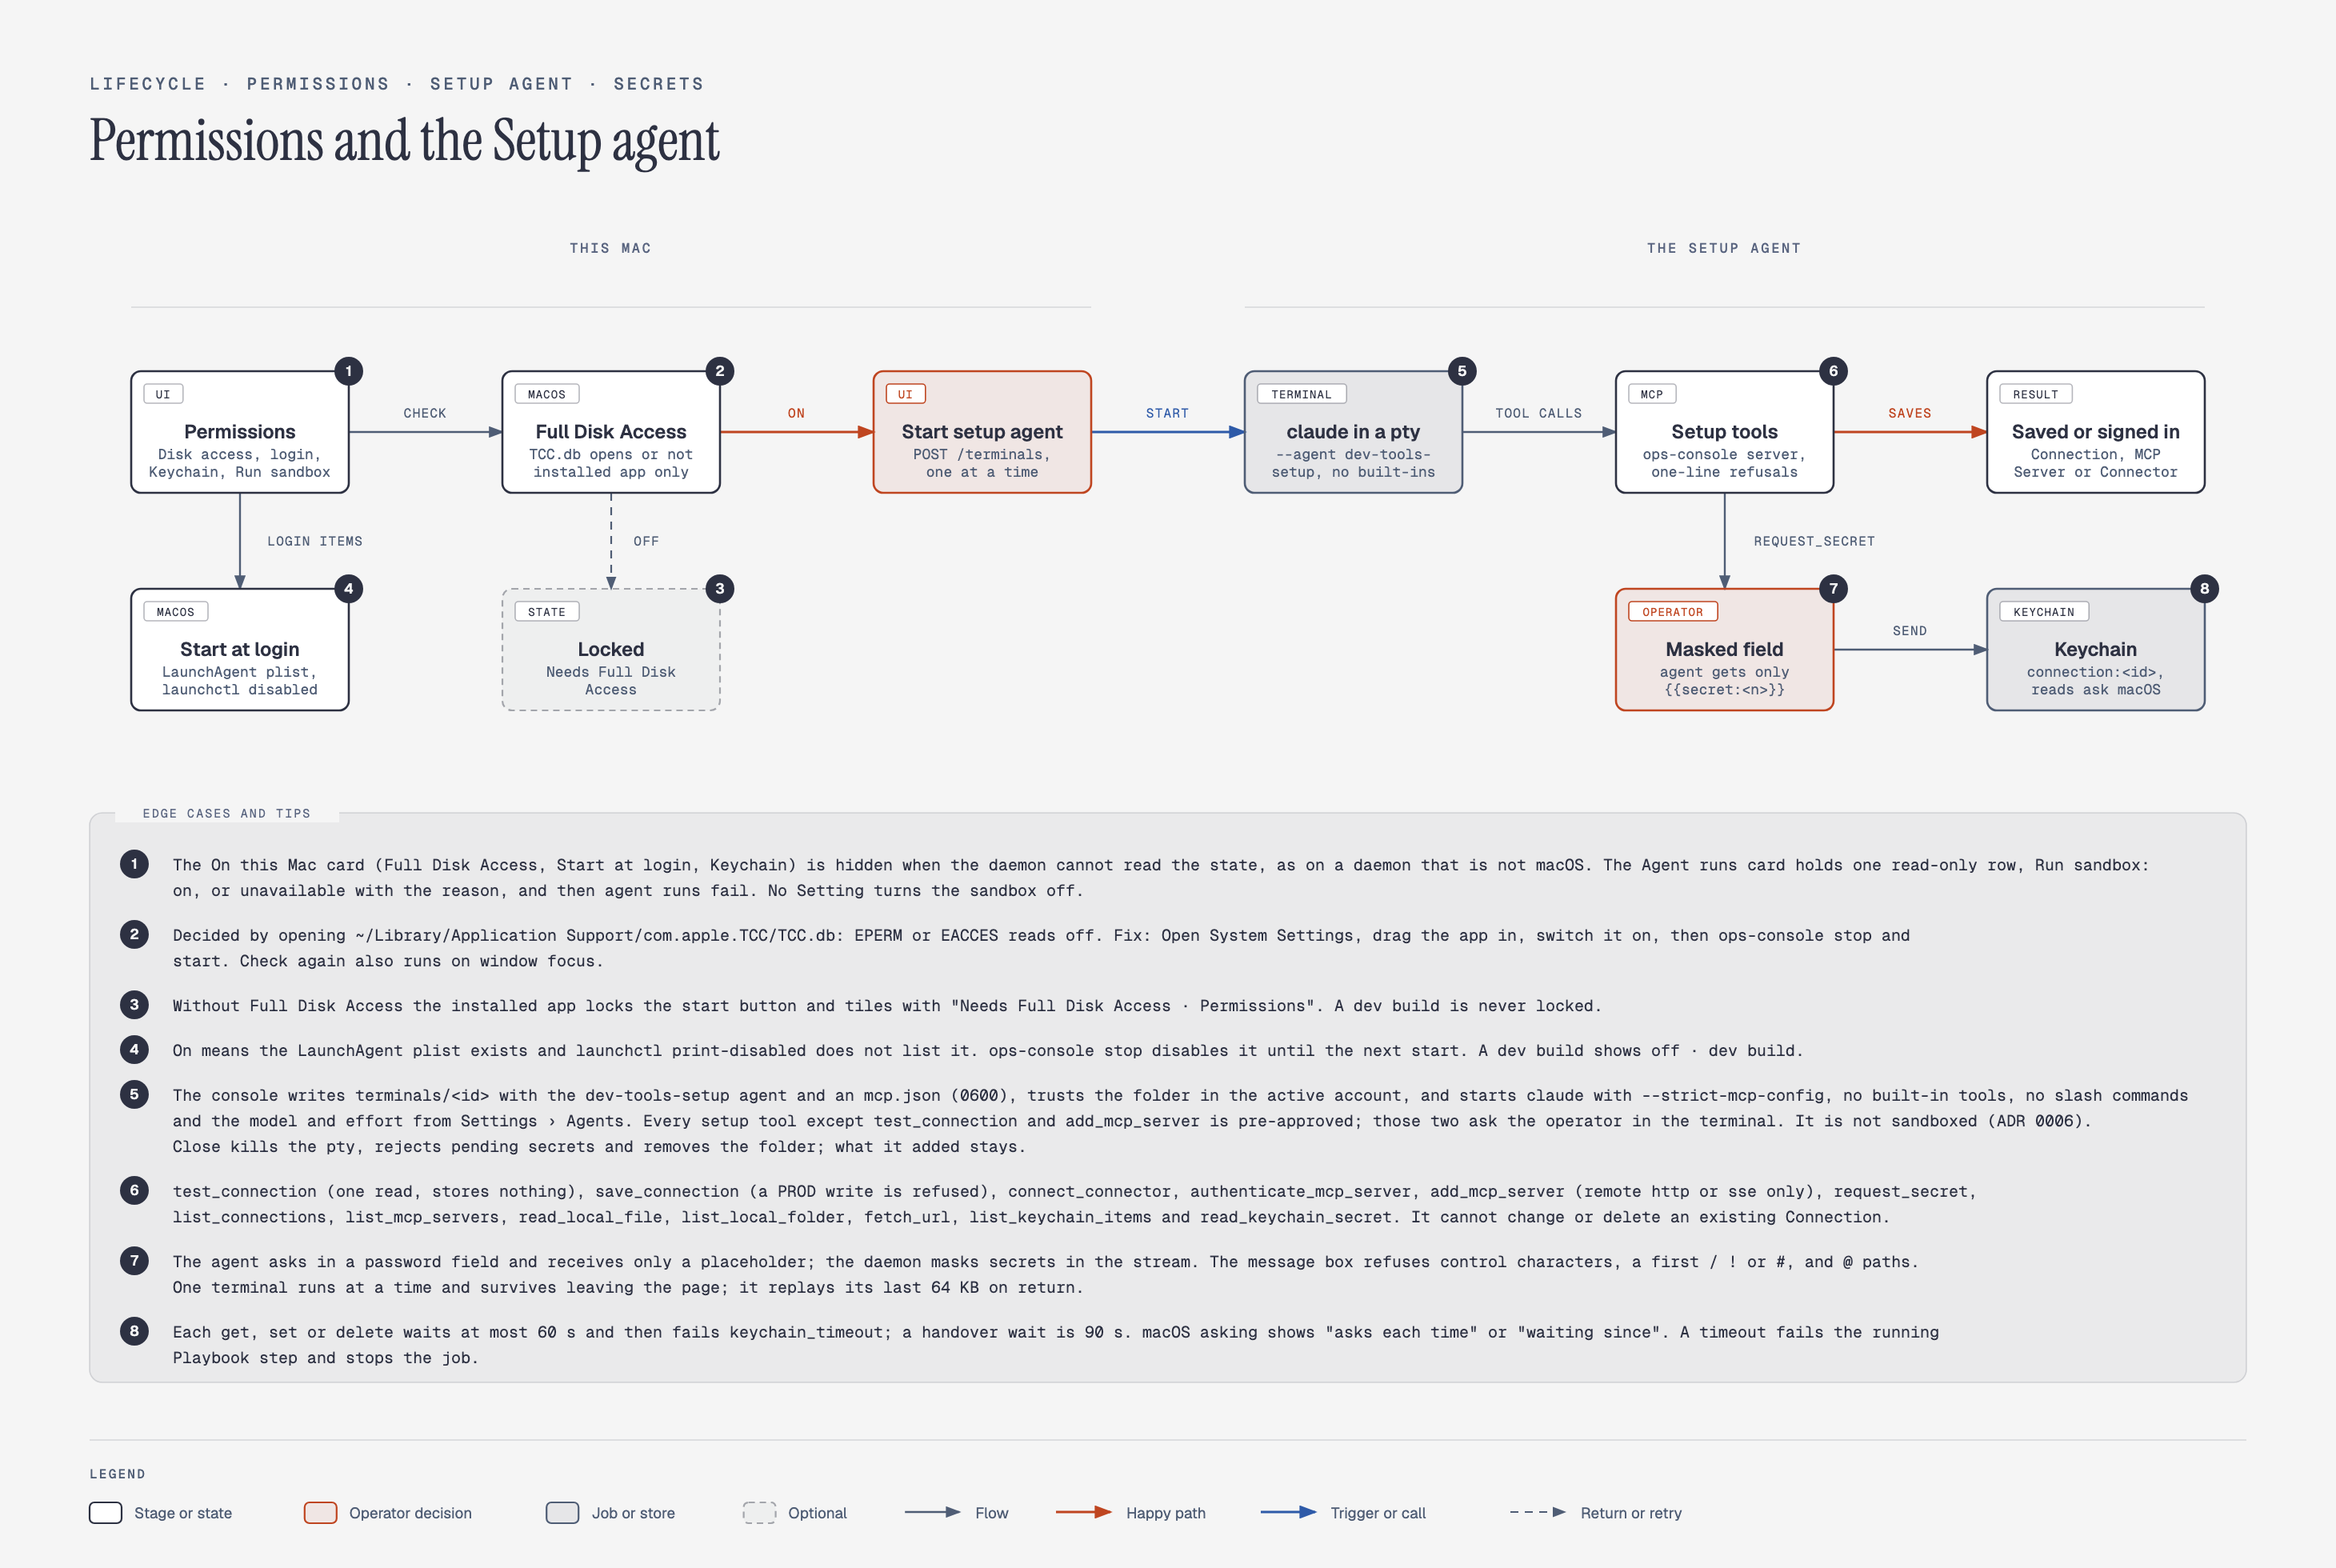 LIFECYCLE · PERMISSIONS · SETUP AGENT · SECRETS
Permissions and the Setup agent
THIS MAC
THE SETUP AGENT
1
UI
Permissions
Disk access, login,
Keychain, Run sandbox
CHECK
2
MACOS
Full Disk Access
TCC.db opens or not
installed app only
ON
UI
Start setup agent
POST /terminals,
one at a time
START
5
TERMINAL
claude in a pty
--agent dev-tools-
setup, no built-ins
TOOL CALLS
6
MCP
Setup tools
ops-console server,
one-line refusals
SAVES
RESULT
Saved or signed in
Connection, MCP
Server or Connector
LOGIN ITEMS
OFF
REQUEST_SECRET
4
MACOS
Start at login
LaunchAgent plist,
launchctl disabled
3
STATE
Locked
Needs Full Disk
Access
7
OPERATOR
Masked field
agent gets only
{{secret:<n>}}
SEND
8
KEYCHAIN
Keychain
connection:<id>,
reads ask macOS
EDGE CASES AND TIPS
1 The On this Mac card (Full Disk Access, Start at login, Keychain) is hidden when the daemon cannot read the state, as on a daemon that is not macOS. The Agent runs card holds one read-only row, Run sandbox:
on, or unavailable with the reason, and then agent runs fail. No Setting turns the sandbox off.
2 Decided by opening ~/Library/Application Support/com.apple.TCC/TCC.db: EPERM or EACCES reads off. Fix: Open System Settings, drag the app in, switch it on, then ops-console stop and
start. Check again also runs on window focus.
3 Without Full Disk Access the installed app locks the start button and tiles with "Needs Full Disk Access · Permissions". A dev build is never locked.
4 On means the LaunchAgent plist exists and launchctl print-disabled does not list it. ops-console stop disables it until the next start. A dev build shows off · dev build.
5 The console writes terminals/<id> with the dev-tools-setup agent and an mcp.json (0600), trusts the folder in the active account, and starts claude with --strict-mcp-config, no built-in tools, no slash commands
and the model and effort from Settings › Agents. Every setup tool except test_connection and add_mcp_server is pre-approved; those two ask the operator in the terminal. It is not sandboxed (ADR 0006).
Close kills the pty, rejects pending secrets and removes the folder; what it added stays.
6 test_connection (one read, stores nothing), save_connection (a PROD write is refused), connect_connector, authenticate_mcp_server, add_mcp_server (remote http or sse only), request_secret,
list_connections, list_mcp_servers, read_local_file, list_local_folder, fetch_url, list_keychain_items and read_keychain_secret. It cannot change or delete an existing Connection.
7 The agent asks in a password field and receives only a placeholder; the daemon masks secrets in the stream. The message box refuses control characters, a first / ! or #, and @ paths.
One terminal runs at a time and survives leaving the page; it replays its last 64 KB on return.
8 Each get, set or delete waits at most 60 s and then fails keychain_timeout; a handover wait is 90 s. macOS asking shows "asks each time" or "waiting since". A timeout fails the running
Playbook step and stops the job.
LEGEND
Stage or state
Operator decision
Job or store
Optional
Flow
Happy path
Trigger or call
Return or retry